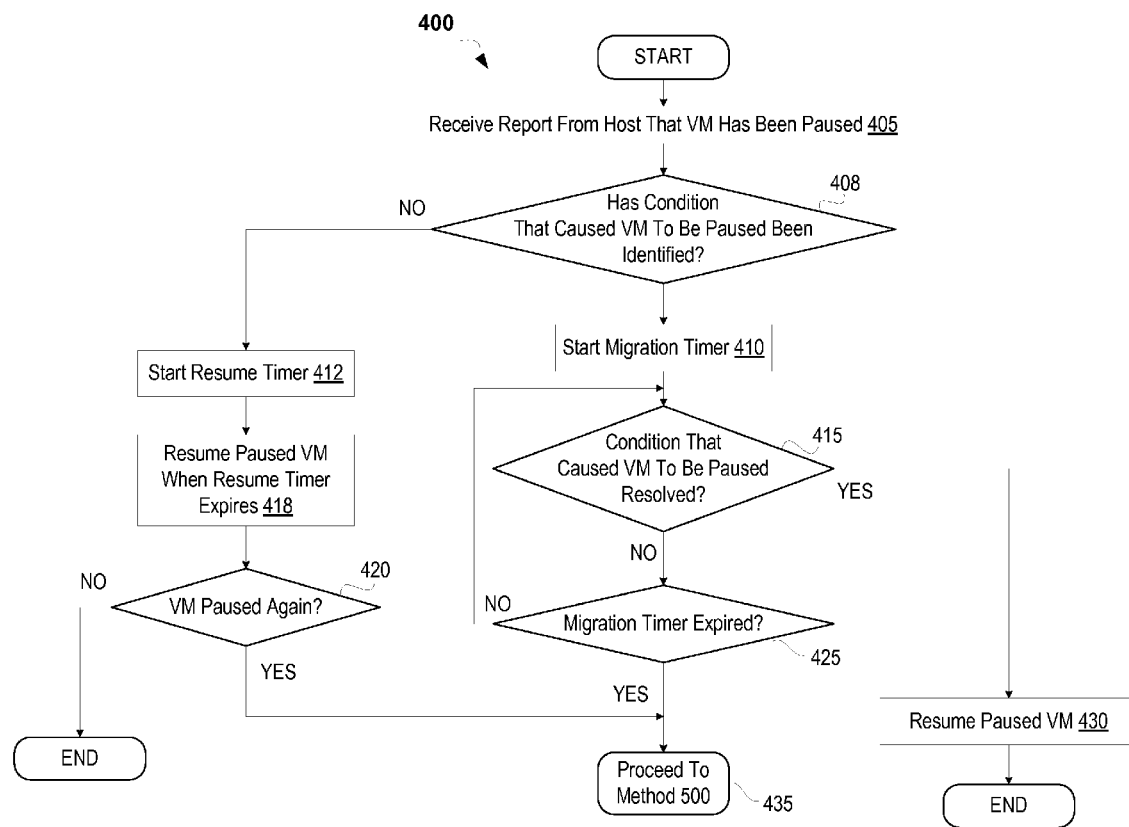 400
START
Receive Report From Host That VM Has Been Paused 405
408
Has Condition
That Caused VM To Be Paused Been
Identified?
NO
Start Migration Timer 410
Start Resume Timer 412
Condition That
Caused VM To Be Paused
Resolved?
415
YES
Resume Paused VM
When Resume Timer
Expires 418
NO
420
NO
VM Paused Again?
NO
Migration Timer Expired?
425
YES
YES
Resume Paused VM 430
END
Proceed To
Method 500
435
END